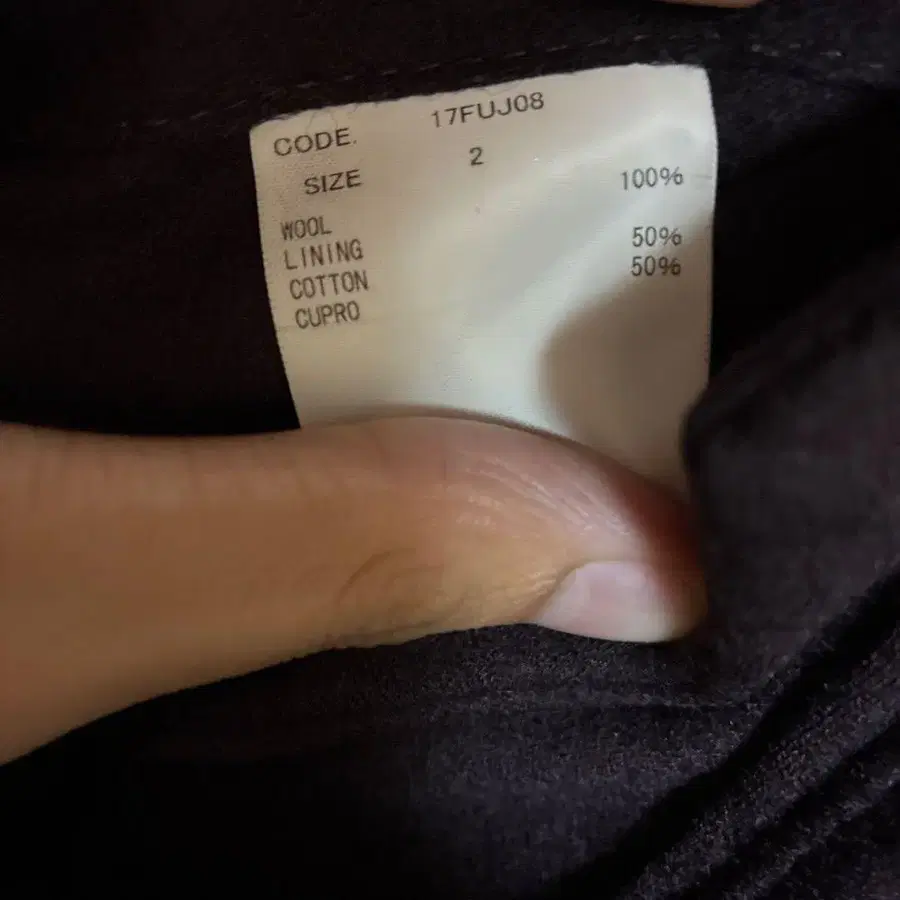 CODE. 17FUJ08
SIZE 2
WOOL 100%
LINING
COTTON 50%
CUPRO 50%